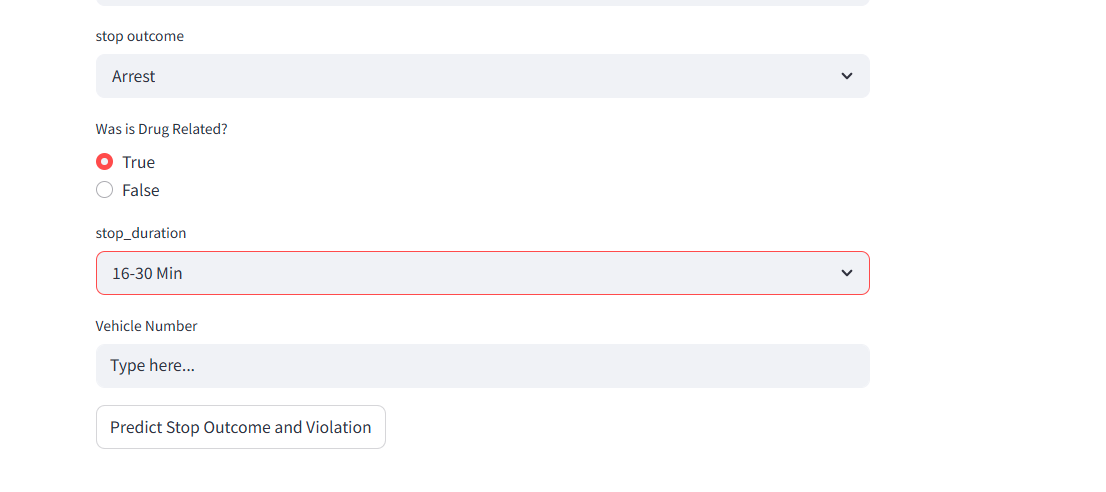 stop outcome
Arrest
Was is Drug Related?
True
False
stop_duration
16-30 Min
Vehicle Number
Type here...
Predict Stop Outcome and Violation